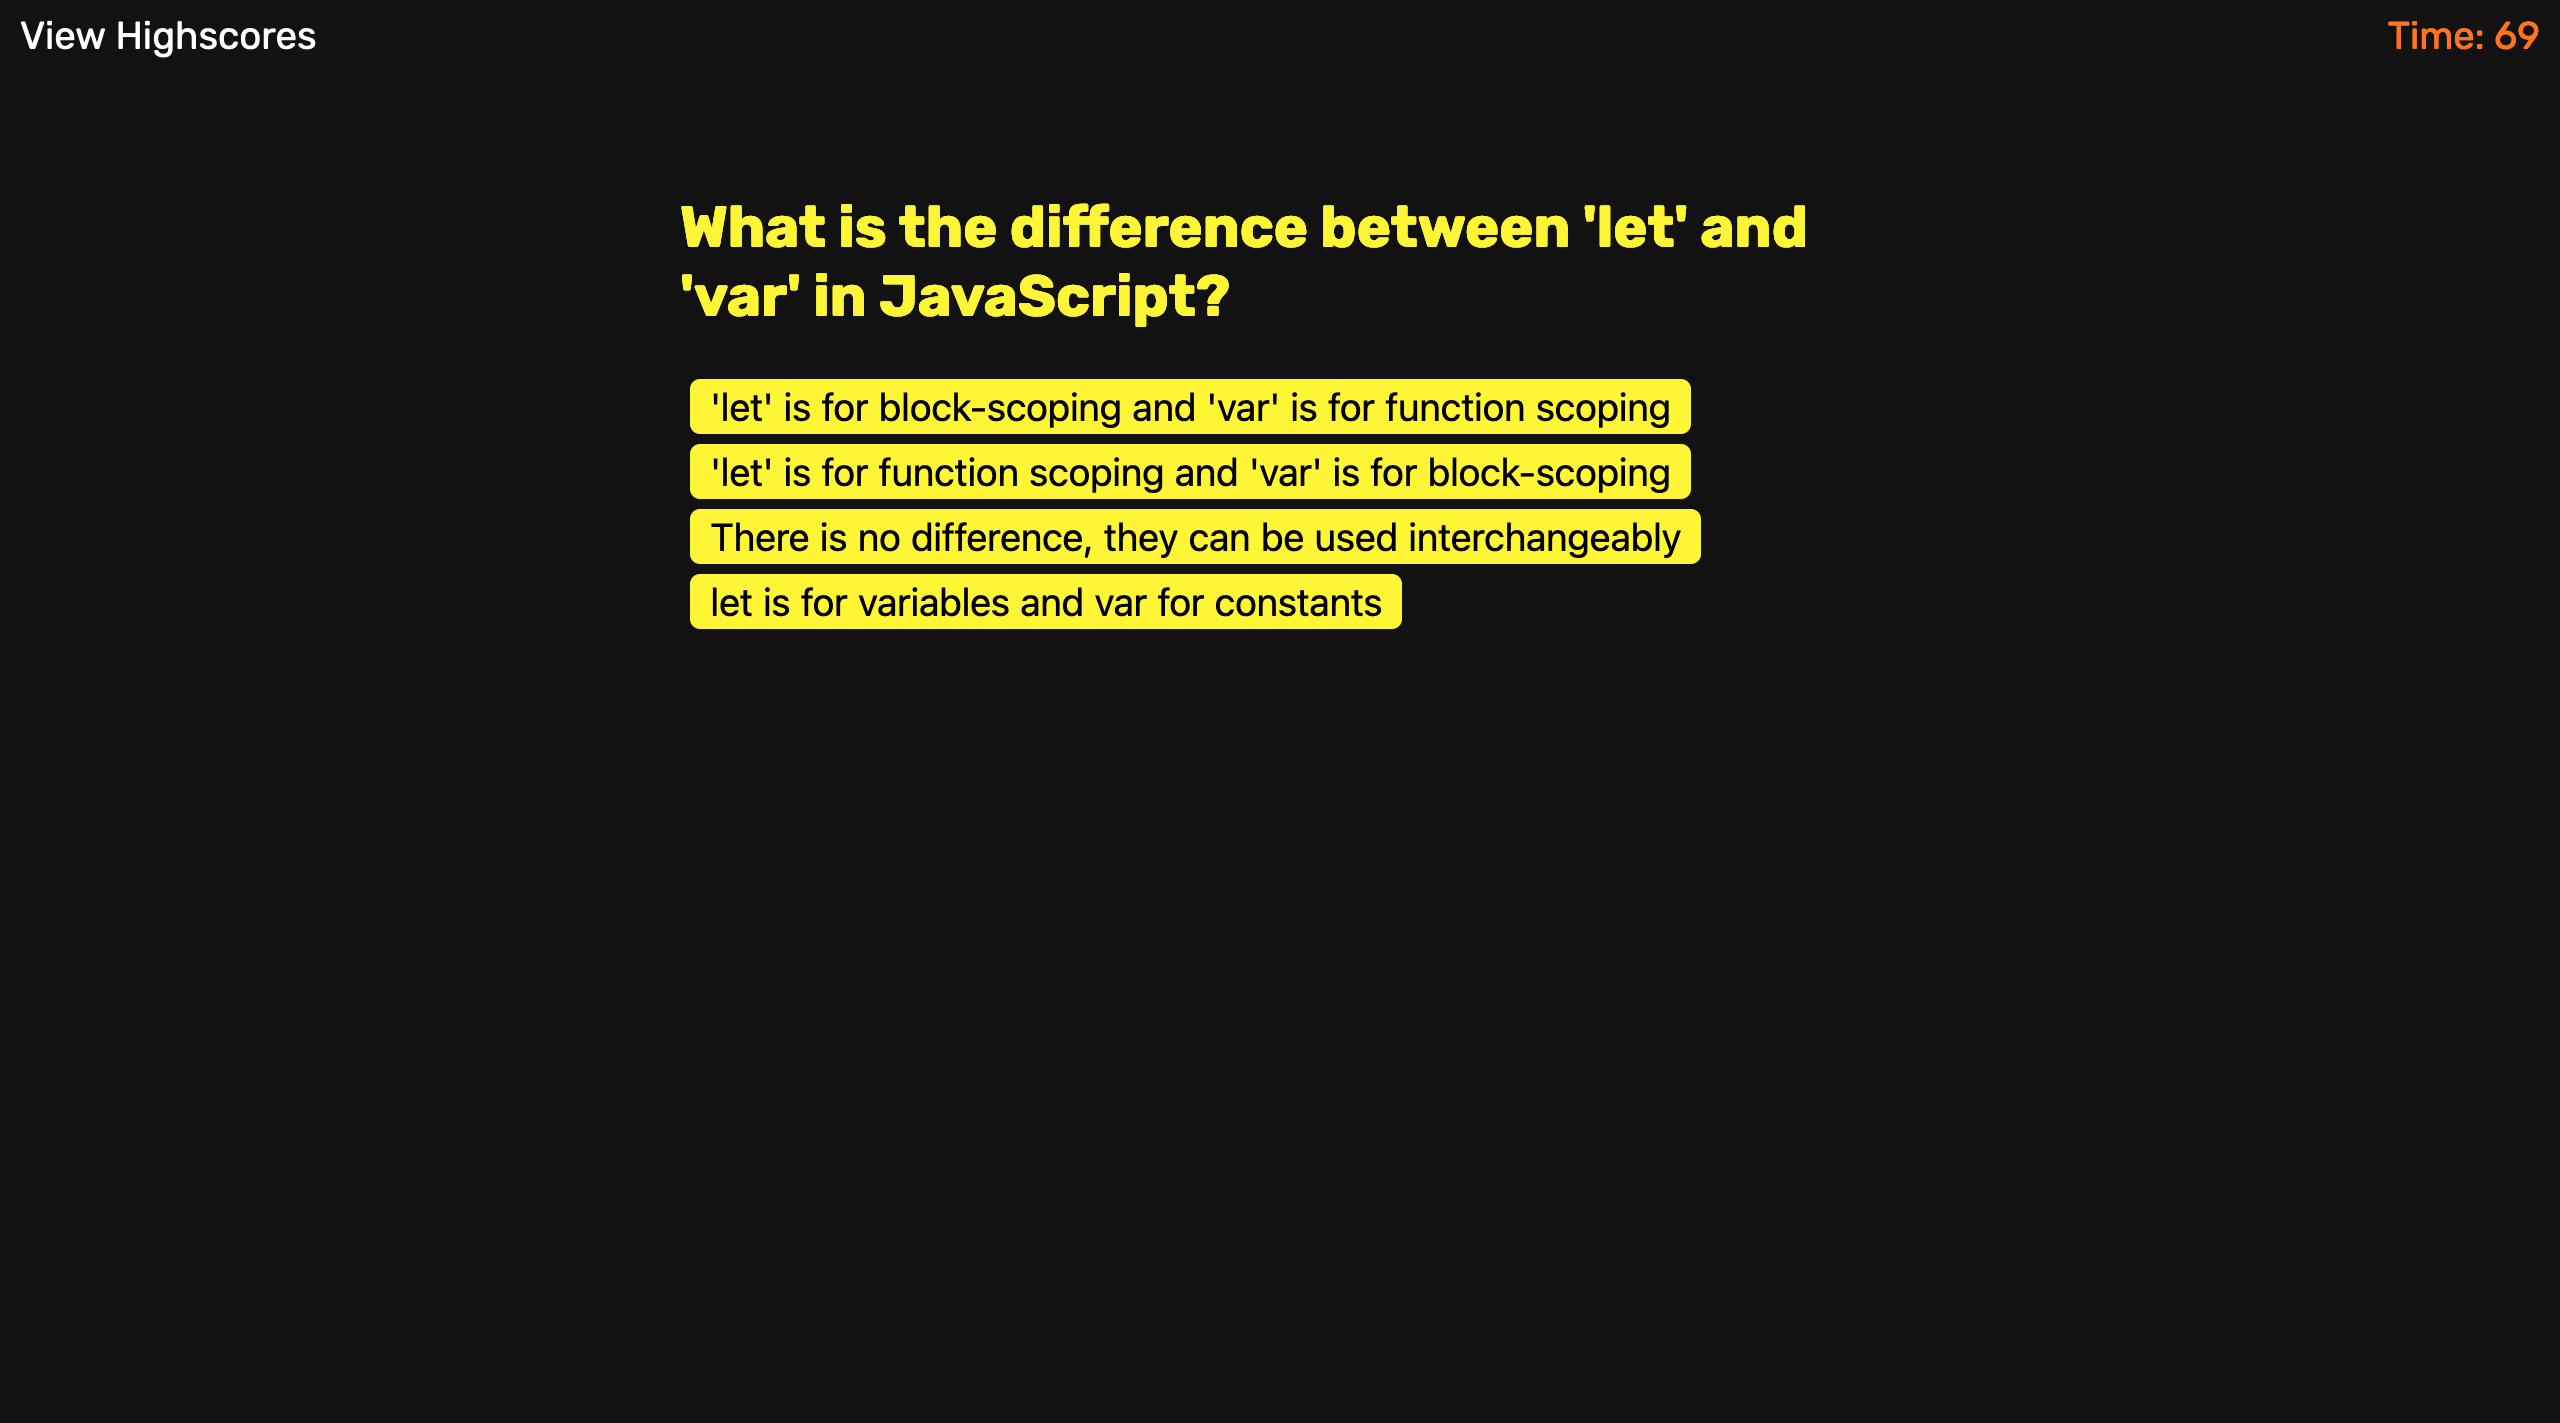 View Highscores
Time: 69
What is the difference between 'let' and
'var' in JavaScript?
'let' is for block-scoping and 'var' is for function scoping
'let' is for function scoping and 'var' is for block-scoping
There is no difference, they can be used interchangeably
let is for variables and var for constants